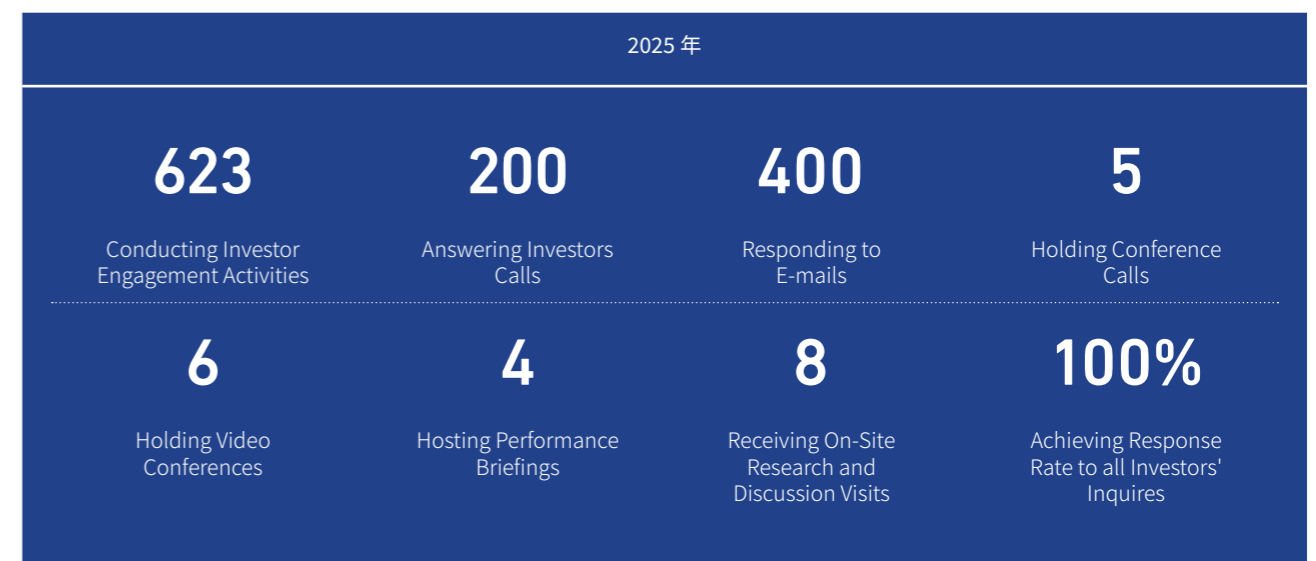 2025 年
623
Conducting Investor
Engagement Activities
200
Answering Investors
Calls
400
Responding to
E-mails
5
Holding Conference
Calls
6
Holding Video
Conferences
4
Hosting Performance
Briefings
8
Receiving On-Site
Research and
Discussion Visits
100%
Achieving Response
Rate to all Investors'
Inquires